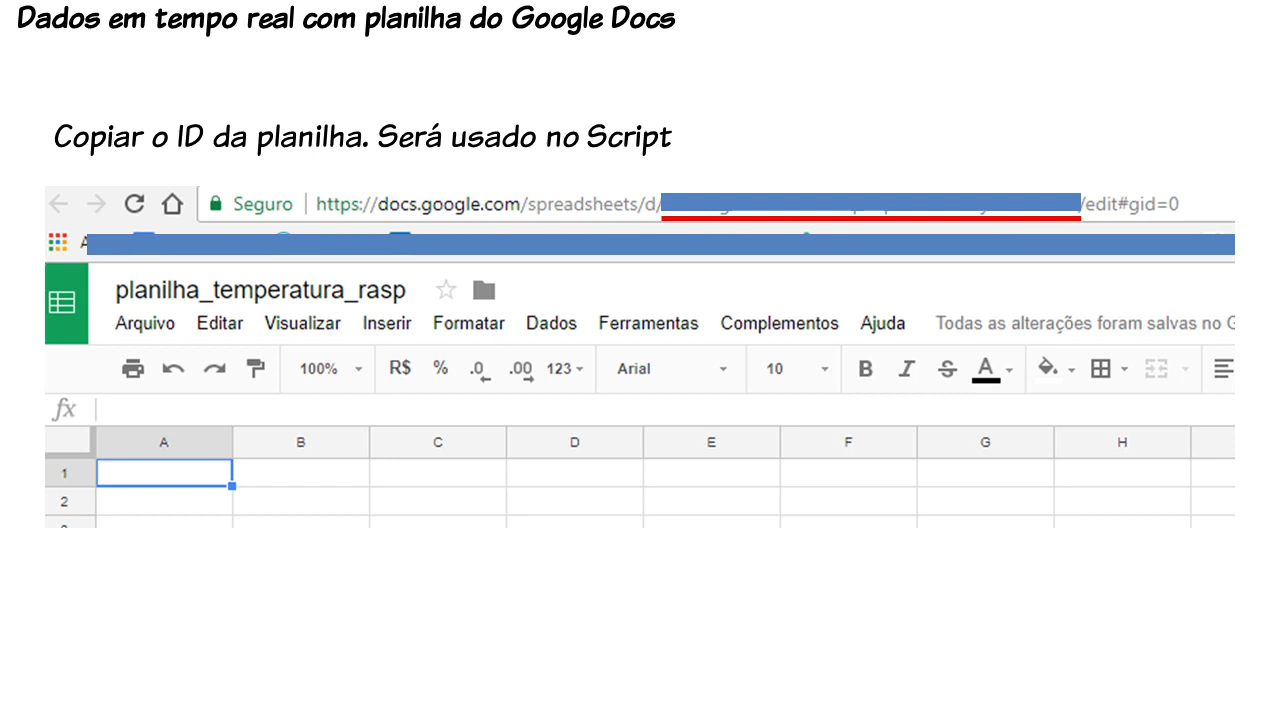 Dados em tempo real com planilha do Google Docs
Copiar o ID da planilha. Será usado no Script
Seguro https://docs.google.com/spreadsheets/d/ /edit#gid=0
planilha_temperatura_rasp
Arquivo Editar Visualizar Inserir Formatar Dados Ferramentas Complementos Ajuda Todas as alterações foram salvas no G
100% R$ % .0 .00 123 Arial 10 B I S A
fx
A B C D E F G H
1
2